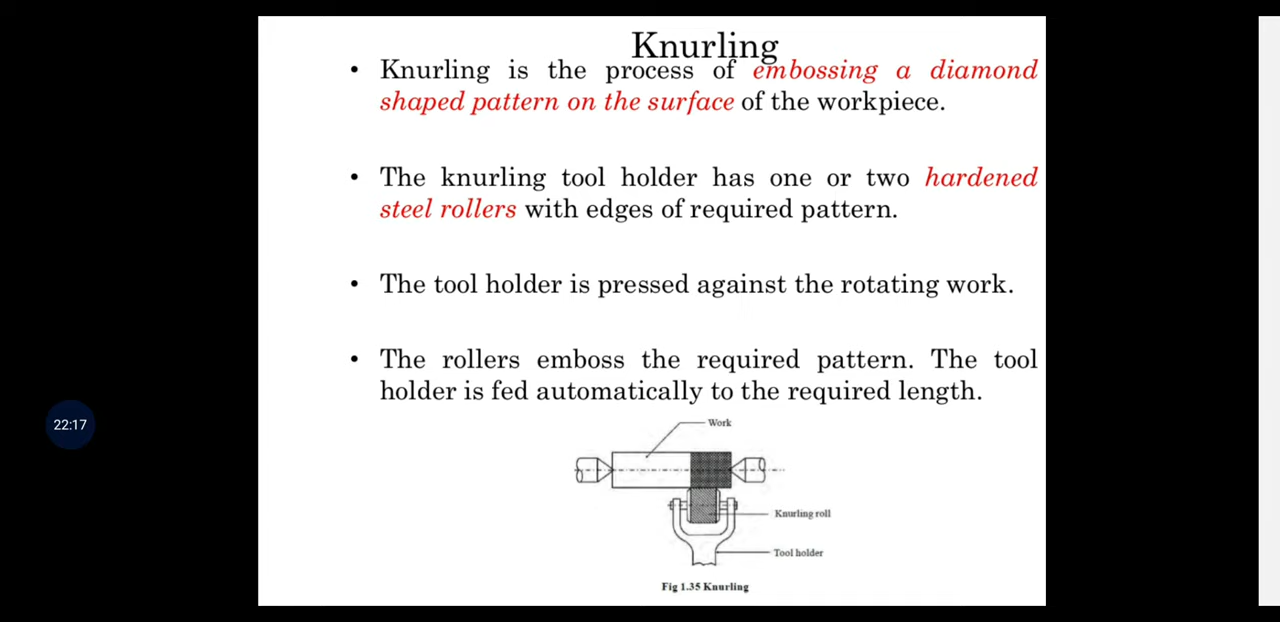 Knurling
• Knurling is the process of embossing a diamond
shaped pattern on the surface of the workpiece.
• The knurling tool holder has one or two hardened
steel rollers with edges of required pattern.
• The tool holder is pressed against the rotating work.
• The rollers emboss the required pattern. The tool
holder is fed automatically to the required length.
22:17
Work
Knurling roll
Tool holder
Fig 1.35 Knurling